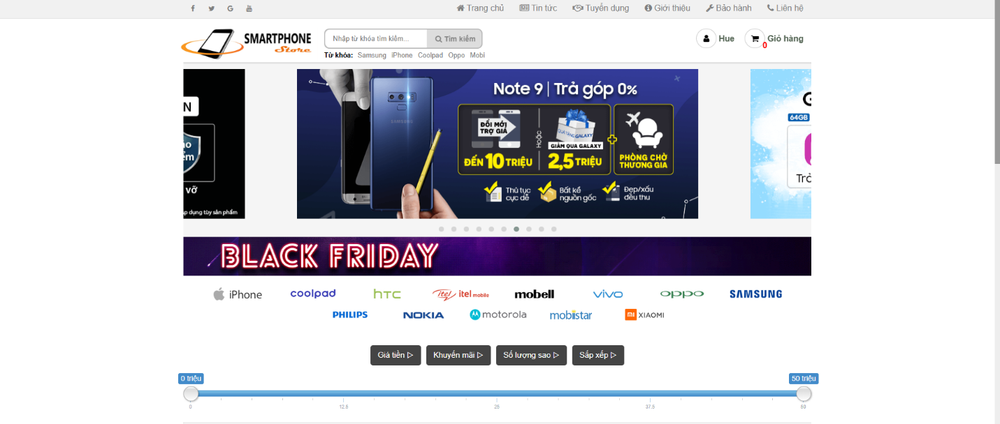 Trang chủ Tin tức Tuyển dụng Giới thiệu Bảo hành Liên hệ
SMARTPHONE
Store
Nhập từ khóa tìm kiếm...
Tìm kiếm
Từ khóa: Samsung iPhone Coolpad Oppo Mobi
Hue
0
Giỏ hàng
N
vỡ
áp dụng tùy sản phẩm
Note 9 | Trả góp 0%
SAMSUNG
ĐỔI MỚI
TRỢ GIÁ
ĐẾN 10 TRIỆU
Hoặc
QUÀ TẶNG GALAXY
GIẢM QUA GALAXY
2,5 TRIỆU
PHÒNG CHỜ
THƯƠNG GIA
Thủ tục
cực dễ
Bất kể
nguồn gốc
Đẹp/xấu
đều thu
G
64GB
BLACK FRIDAY
iPhone coolpad hTC itel itel mobile mobell vivo oppo SAMSUNG
PHILIPS NOKIA motorola mobiistar mi XIAOMI
Giá tiền Khuyến mãi Số lượng sao Sắp xếp
0 triệu 50 triệu
0 12.5 25 37.5 50